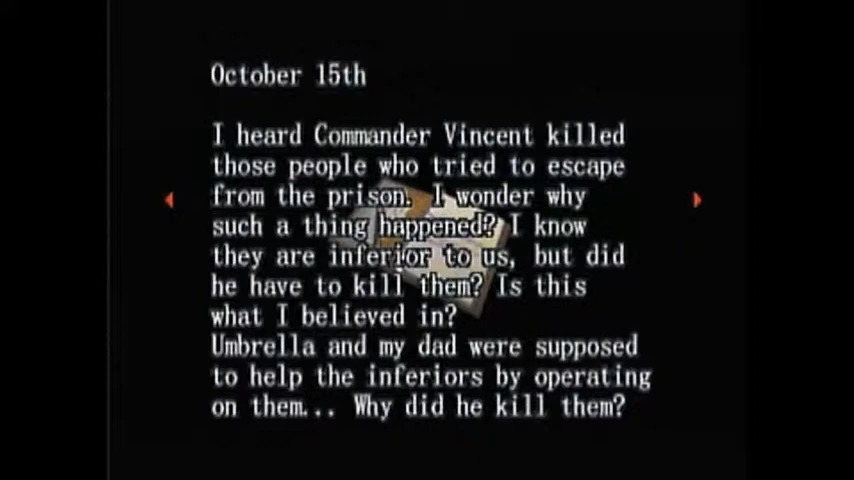 October 15th
I heard Commander Vincent killed
those people who tried to escape
from the prison. I wonder why
such a thing happened? I know
they are inferior to us, but did
he have to kill them? Is this
what I believed in?
Umbrella and my dad were supposed
to help the inferiors by operating
on them... Why did he kill them?